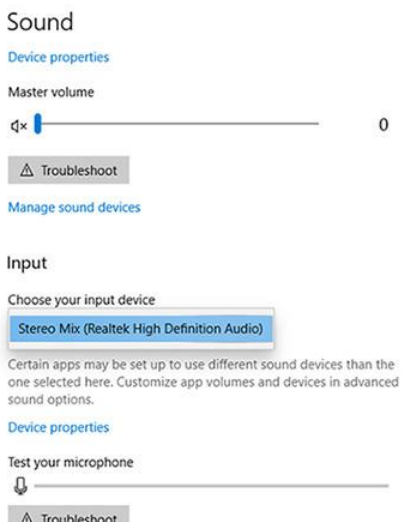 Sound
Device properties
Master volume
0
Troubleshoot
Manage sound devices
Input
Choose your input device
Stereo Mix (Realtek High Definition Audio)
Certain apps may be set up to use different sound devices than the
one selected here. Customize app volumes and devices in advanced
sound options.
Device properties
Test your microphone
Troubleshoot